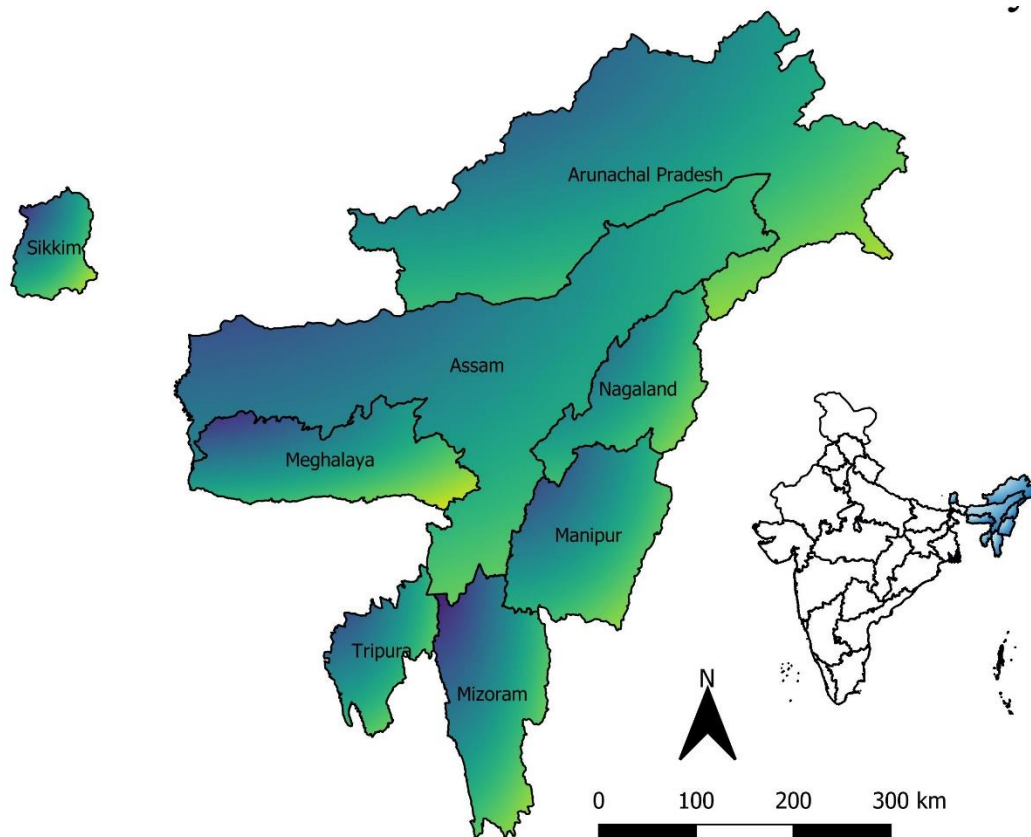 Arunachal Pradesh
Sikkim
Assam
Nagaland
Meghalaya
Manipur
Tripura
Mizoram
N
0 100 200 300 km